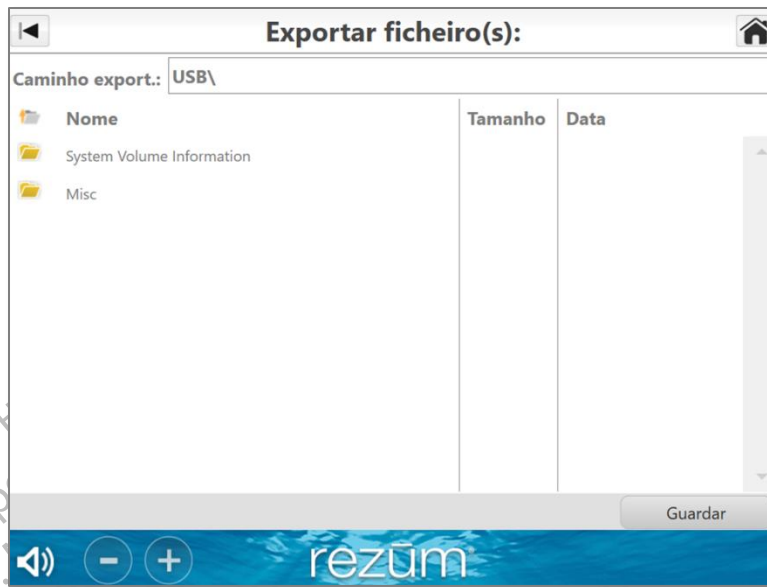 Exportar ficheiro(s):
Caminho export.: USB\
Nome Tamanho Data
System Volume Information
Misc
Guardar
rezūm